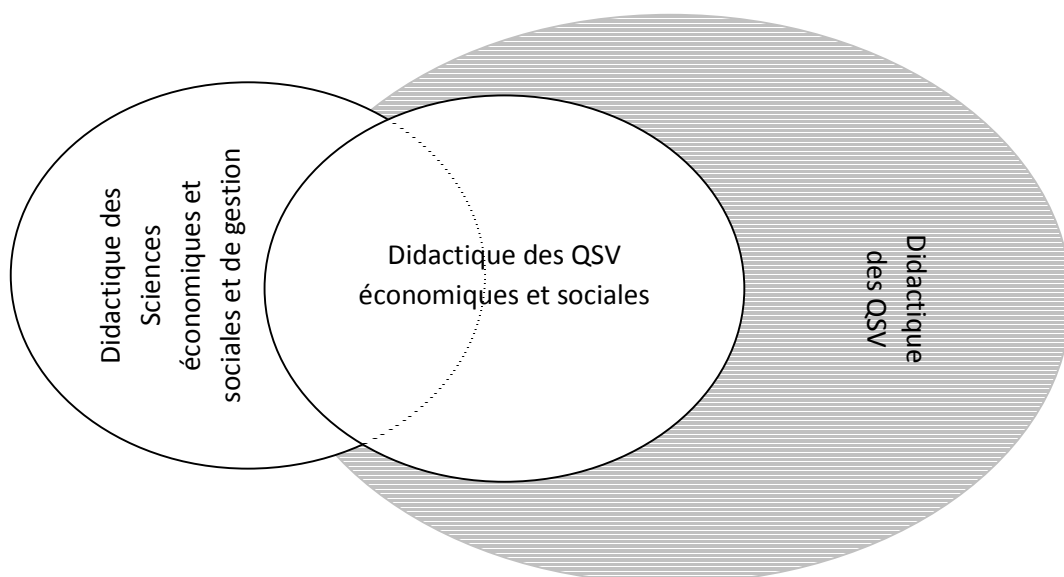 Didactique des
Sciences
économiques et
sociales et de gestion
Didactique des QSV
économiques et sociales
Didactique
des QSV